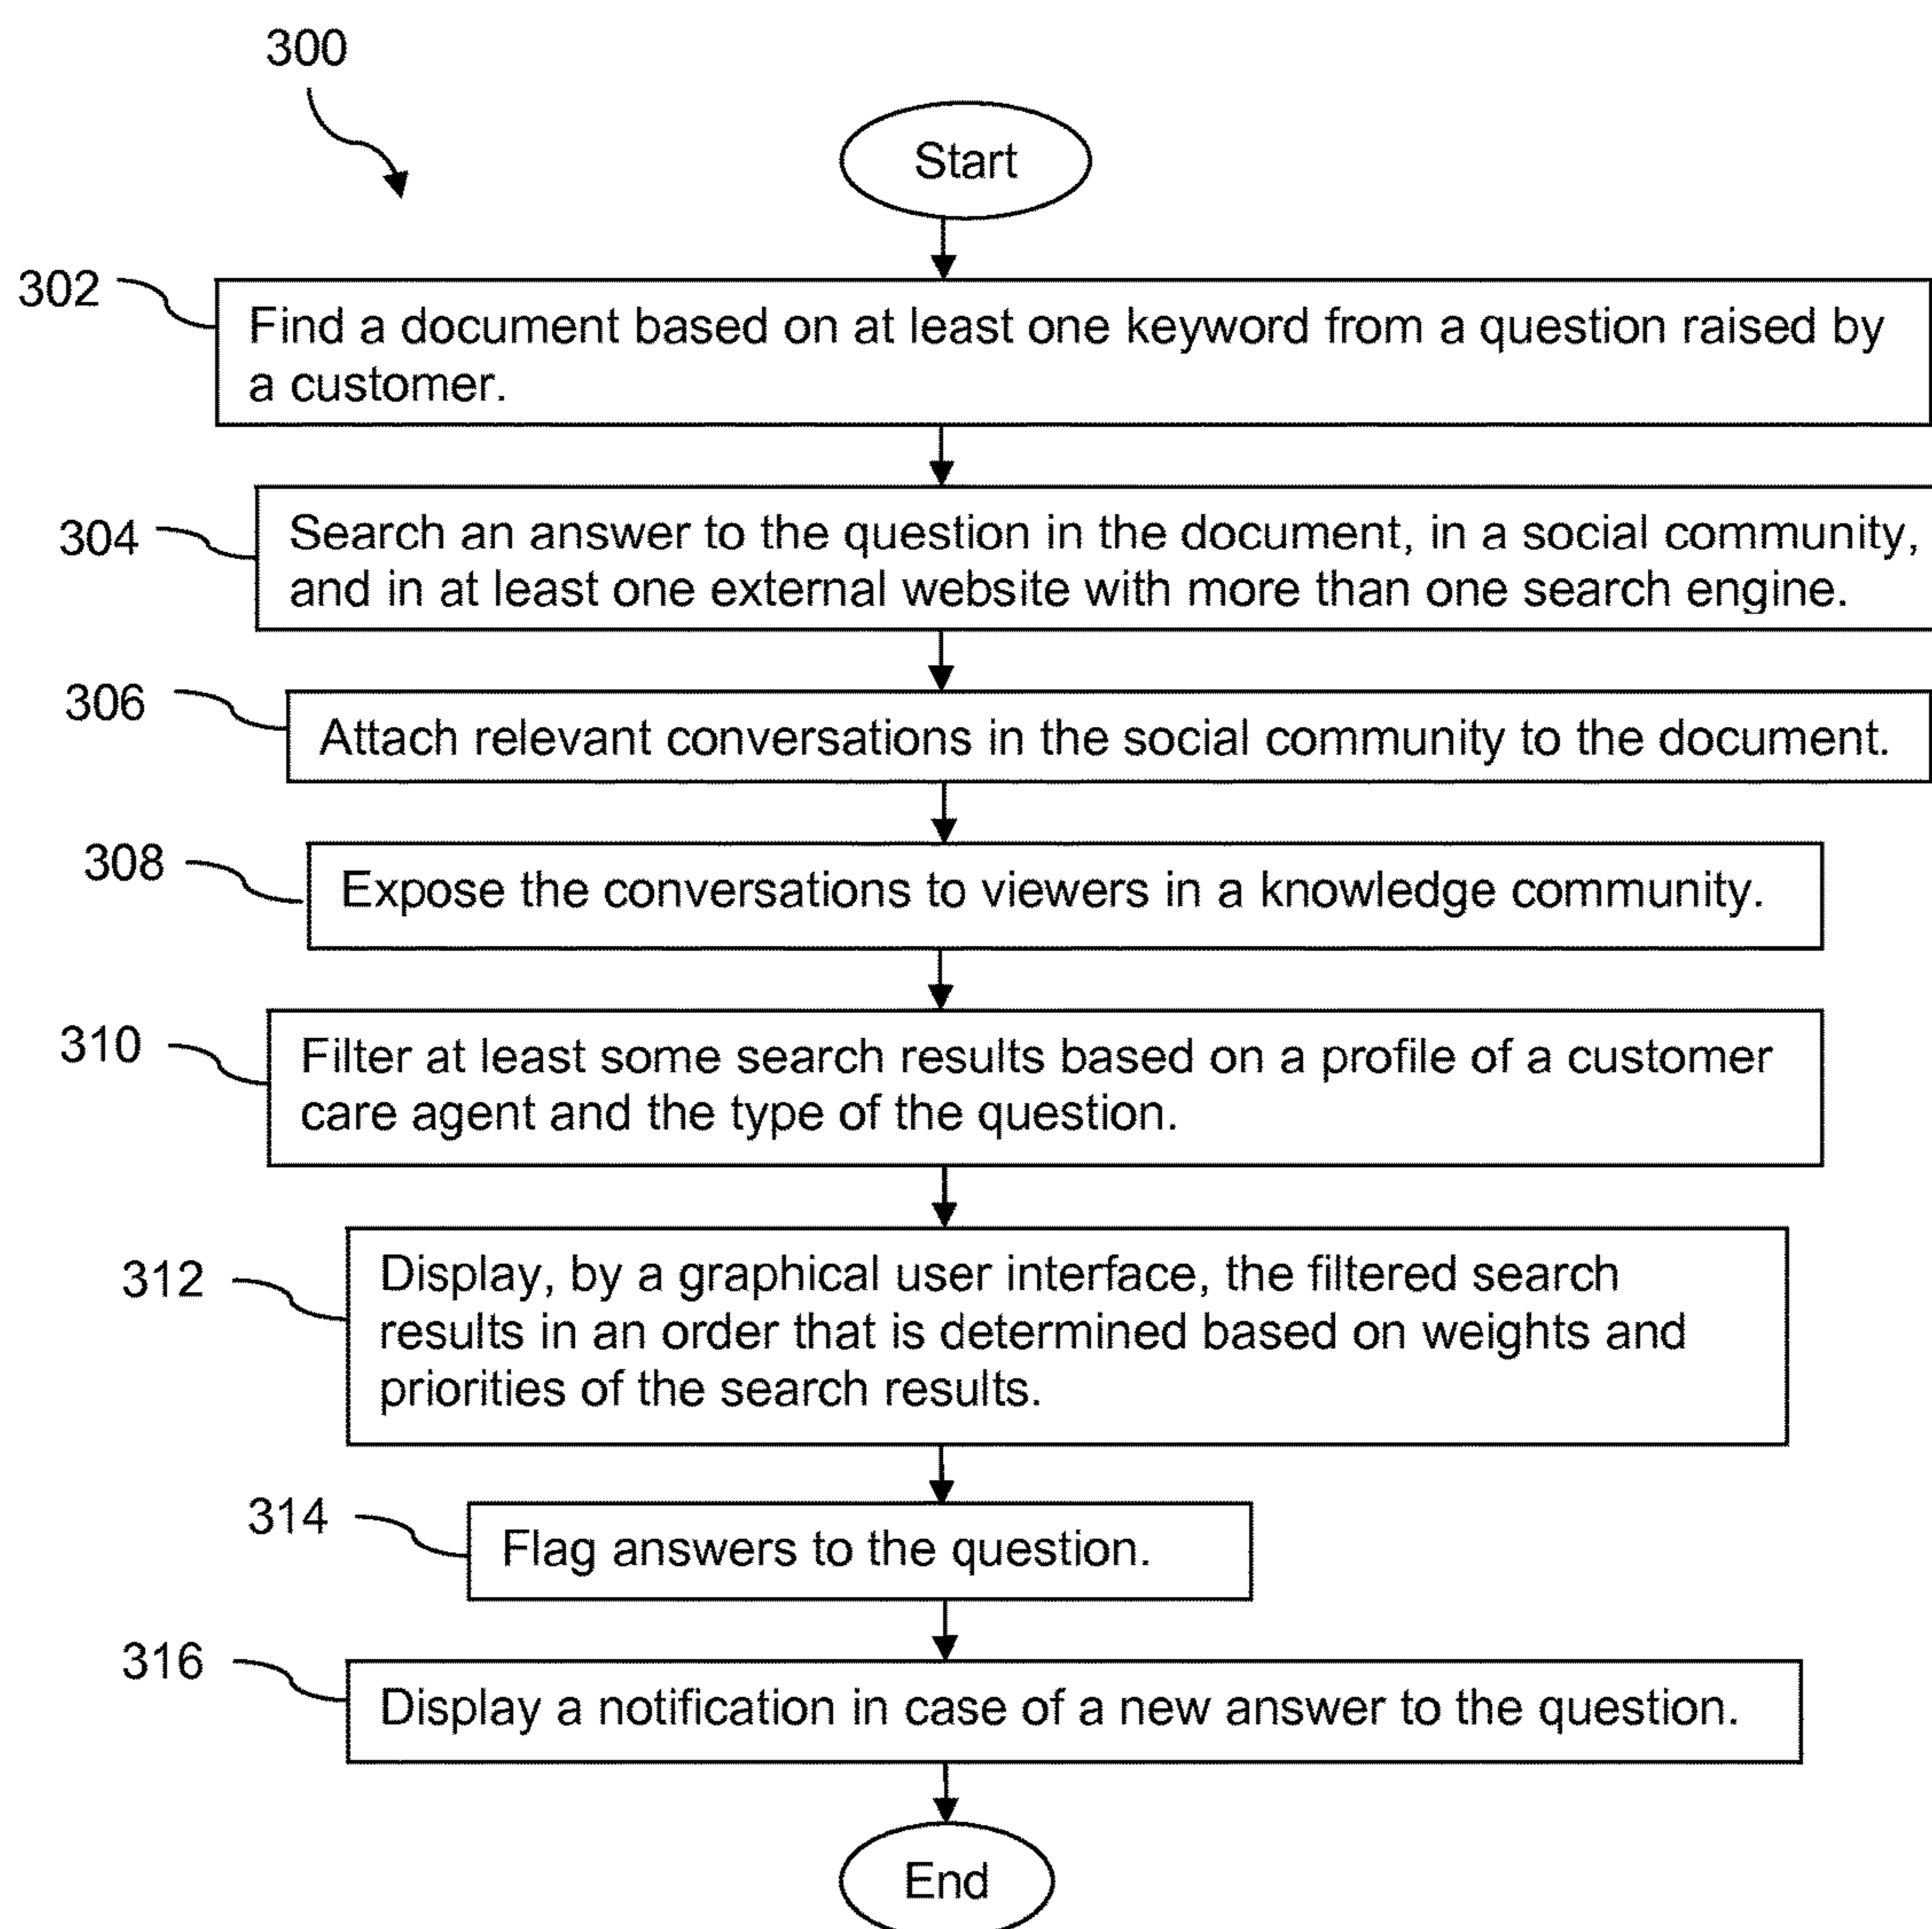 300
Start
302
Find a document based on at least one keyword from a question raised by
a customer.
304
Search an answer to the question in the document, in a social community,
and in at least one external website with more than one search engine.
306
Attach relevant conversations in the social community to the document.
308
Expose the conversations to viewers in a knowledge community.
310
Filter at least some search results based on a profile of a customer
care agent and the type of the question.
312
Display, by a graphical user interface, the filtered search
results in an order that is determined based on weights and
priorities of the search results.
314
Flag answers to the question.
316
Display a notification in case of a new answer to the question.
End